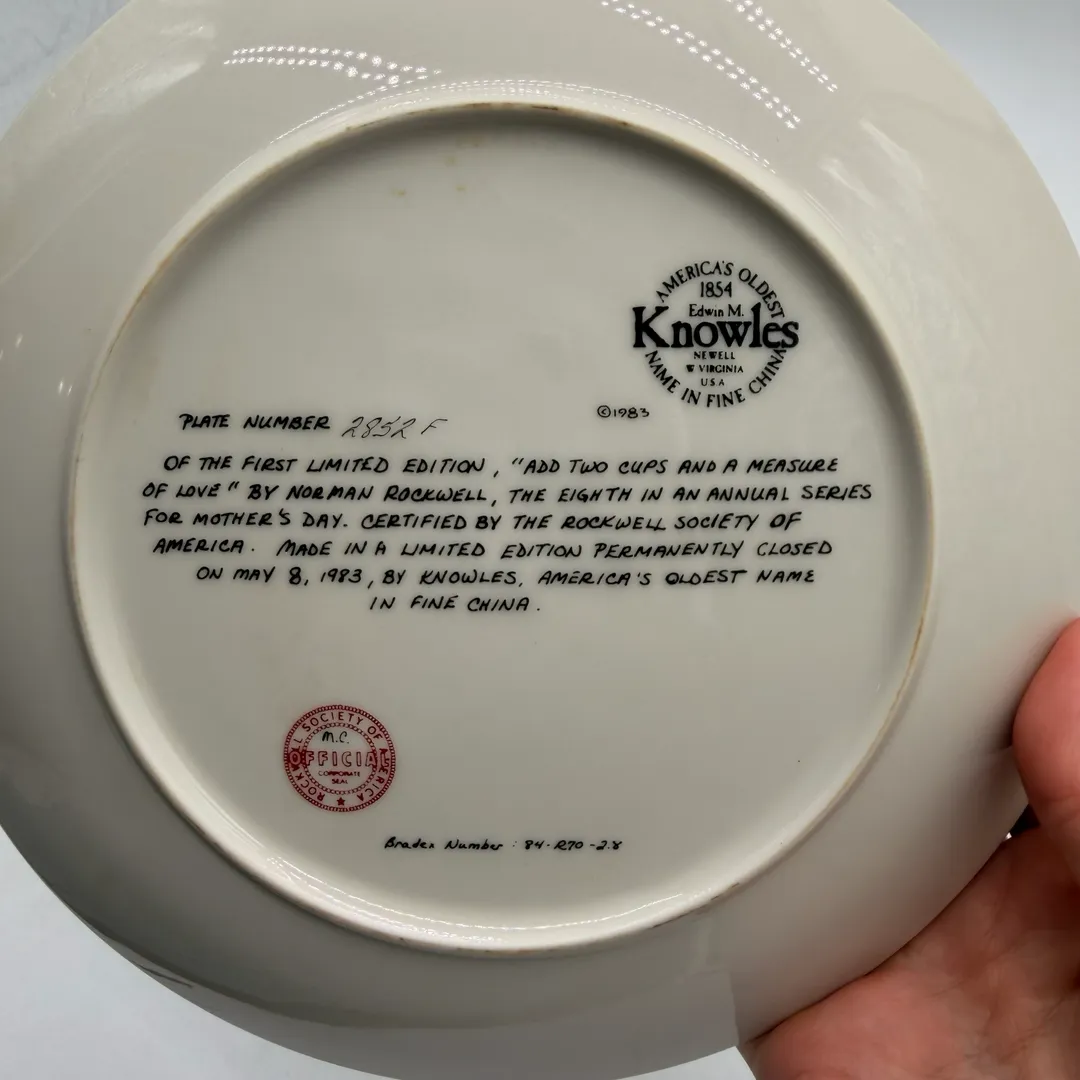 AMERICA'S OLDEST
1854
Edwin M.
Knowles
NEWELL
W VIRGINIA
USA
NAME IN FINE CHINA
©1983
PLATE NUMBER 2852 F
OF THE FIRST LIMITED EDITION, "ADD TWO CUPS AND A MEASURE
OF LOVE" BY NORMAN ROCKWELL, THE EIGHTH IN AN ANNUAL SERIES
FOR MOTHER'S DAY. CERTIFIED BY THE ROCKWELL SOCIETY OF
AMERICA. MADE IN A LIMITED EDITION PERMANENTLY CLOSED
ON MAY 8, 1983, BY KNOWLES, AMERICA'S OLDEST NAME
IN FINE CHINA.
ROCKWELL SOCIETY OF AMERICA
M.C.
OFFICIAL
CORPORATE
SEAL
Bradex Number: 84-R70-2.8